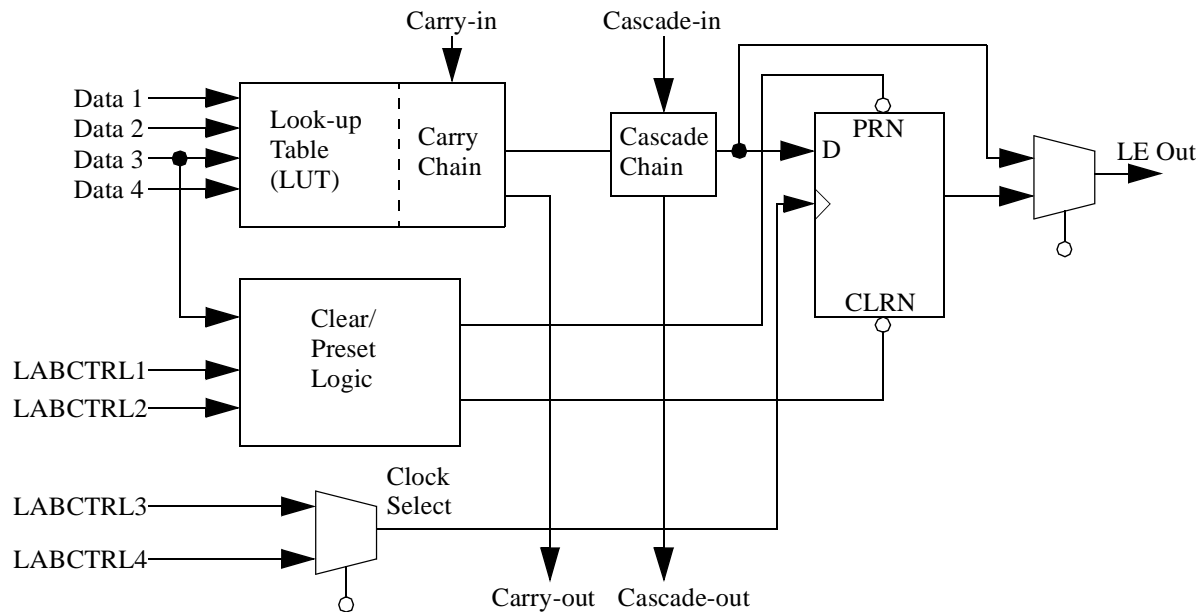 Carry-in
Cascade-in
Data 1
Data 2
Data 3
Data 4
Look-up
Table
(LUT)
Carry
Chain
Cascade
Chain
PRN
D
CLRN
LE Out
Clear/
Preset
Logic
LABCTRL1
LABCTRL2
Clock
Select
LABCTRL3
LABCTRL4
Carry-out
Cascade-out